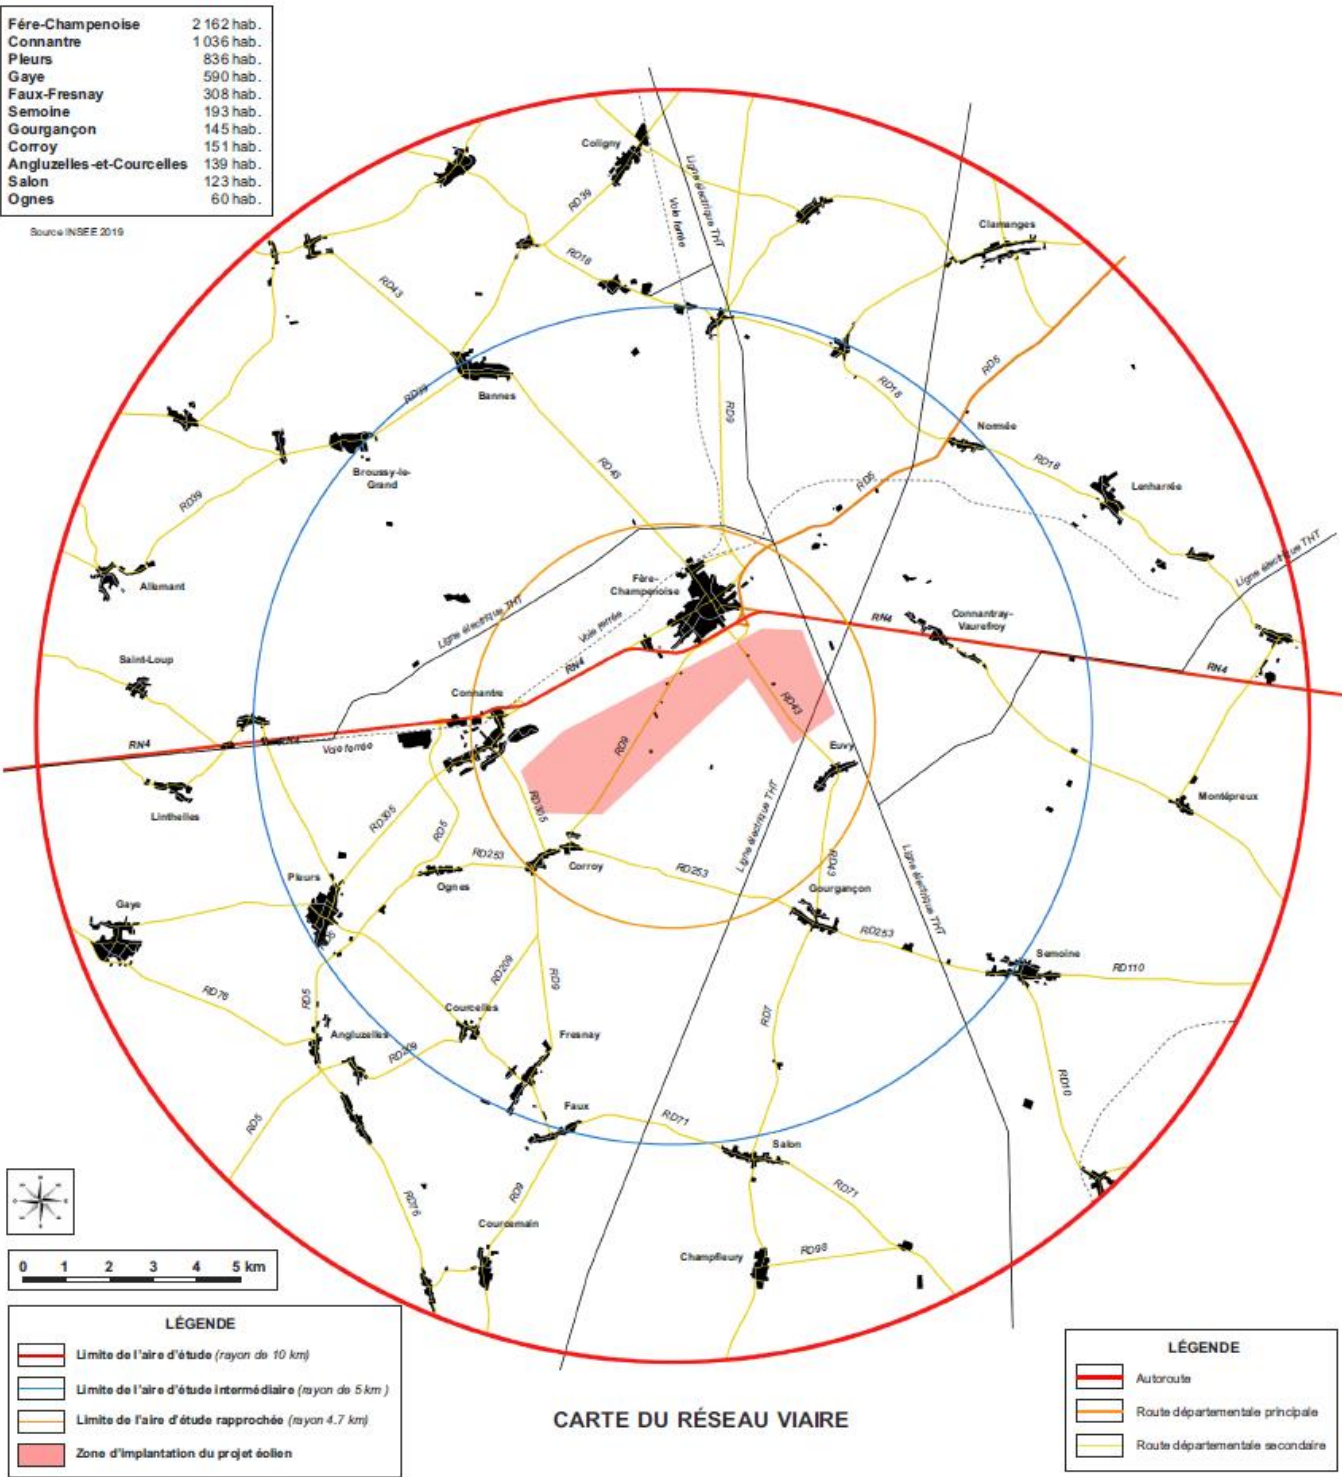 Fére-Champenoise 2 162 hab.
Connantre 1 036 hab.
Pleurs 836 hab.
Gaye 590 hab.
Faux-Fresnay 308 hab.
Semoine 193 hab.
Gourgançon 145 hab.
Corroy 151 hab.
Angluzelles-et-Courcelles 139 hab.
Salon 123 hab.
Ognes 60 hab.
Source INSEE 2019
Coligny
Ligne électrique THT
RD39
Voie ferrée
Clamanges
RD18
RD43
RD5
RD39
Bannes
RD9
RD18
Normée
Broussy-le-
Grand
RD43
RD5
RD18
Lenharrée
RD39
Ligne électrique THT
Allemant
Fère-
Champenoise
Ligne électrique THT
Voie ferrée
RN4
Connantray-
Vaurefroy
Saint-Loup
RN4
RN4
Connantre
RD43
RN4
RN4
Voie ferrée
RD9
Euvy
Linthelles
RD305
RD305
RD5
Montépreux
Ligne électrique THT
RD253
Corroy
RD253
RD43
Ligne électrique THT
Pleurs
Ognes
Gourgançon
Gaye
RD253
Semoine
RD110
RD209
RD9
RD76
RD5
Courcelles
RD7
Angluzelles
Fresnay
RD209
RD10
Faux
RD71
RD5
Salon
RD71
RD9
RD76
Courcemain
Champfleury
RD98
0 1 2 3 4 5 km
LÉGENDE
Limite de l'aire d'étude (rayon de 10 km)
Limite de l'aire d'étude intermédiaire (rayon de 5 km )
Limite de l'aire d'étude rapprochée (rayon 4.7 km)
Zone d'implantation du projet éolien
CARTE DU RÉSEAU VIAIRE
LÉGENDE
Autoroute
Route départementale principale
Route départementale secondaire